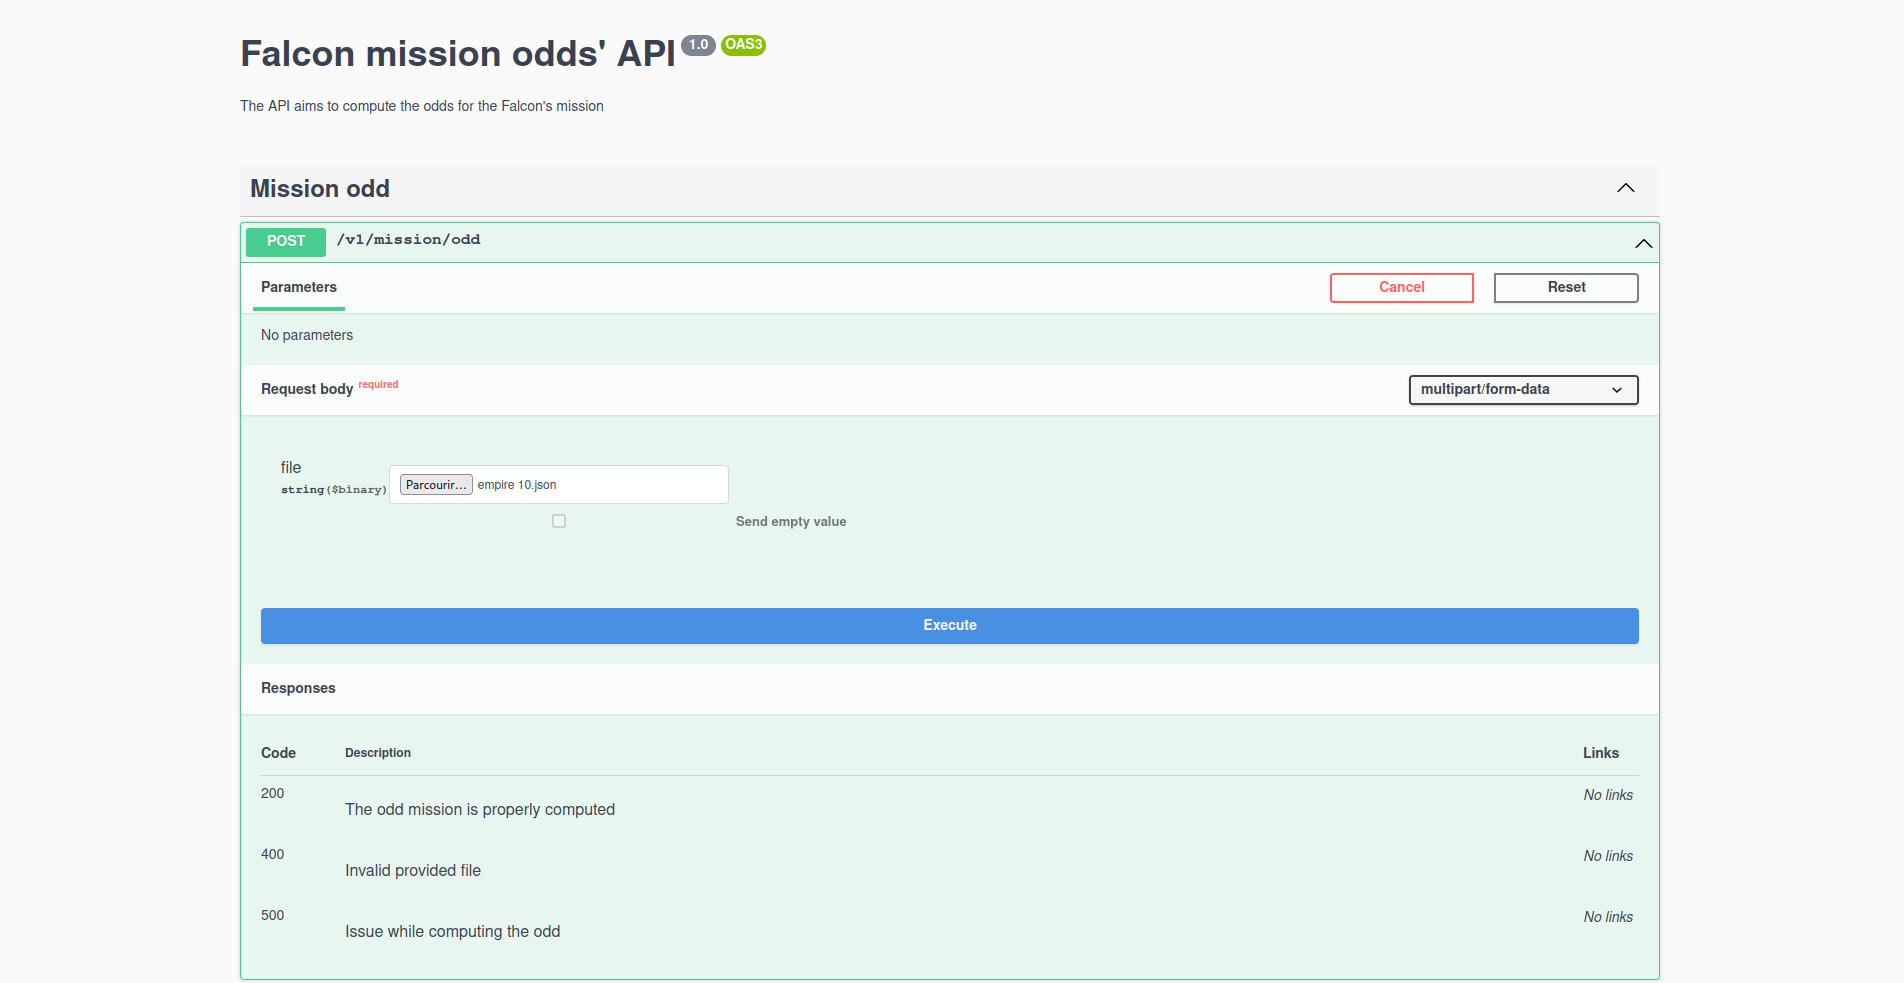 Falcon mission odds' API 1.0 OAS3
The API aims to compute the odds for the Falcon's mission
Mission odd
POST /v1/mission/odd
Parameters Cancel Reset
No parameters
Request body required multipart/form-data
file
string($binary) Parcourir... empire 10.json
Send empty value
Execute
Responses
Code Description Links
200 No links
The odd mission is properly computed
400 No links
Invalid provided file
500 No links
Issue while computing the odd